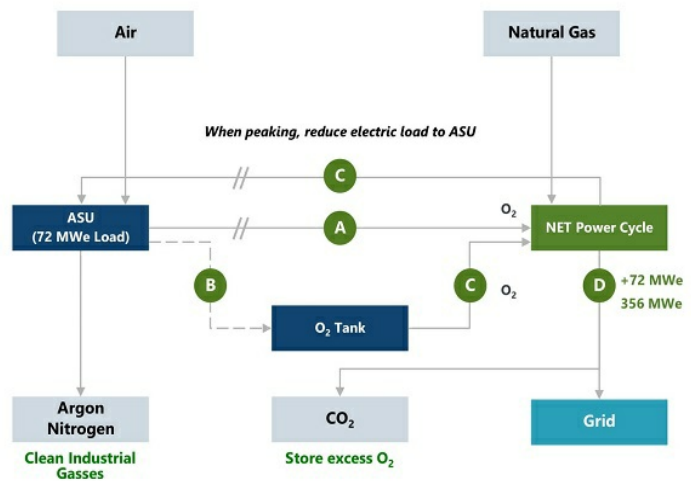 Air
Natural Gas
When peaking, reduce electric load to ASU
C
ASU
(72 MWe Load)
A
O₂
NET Power Cycle
B
C
O₂
D
+72 MWe
356 MWe
O₂ Tank
Argon
Nitrogen
CO₂
Grid
Clean Industrial
Gasses
Store excess O₂